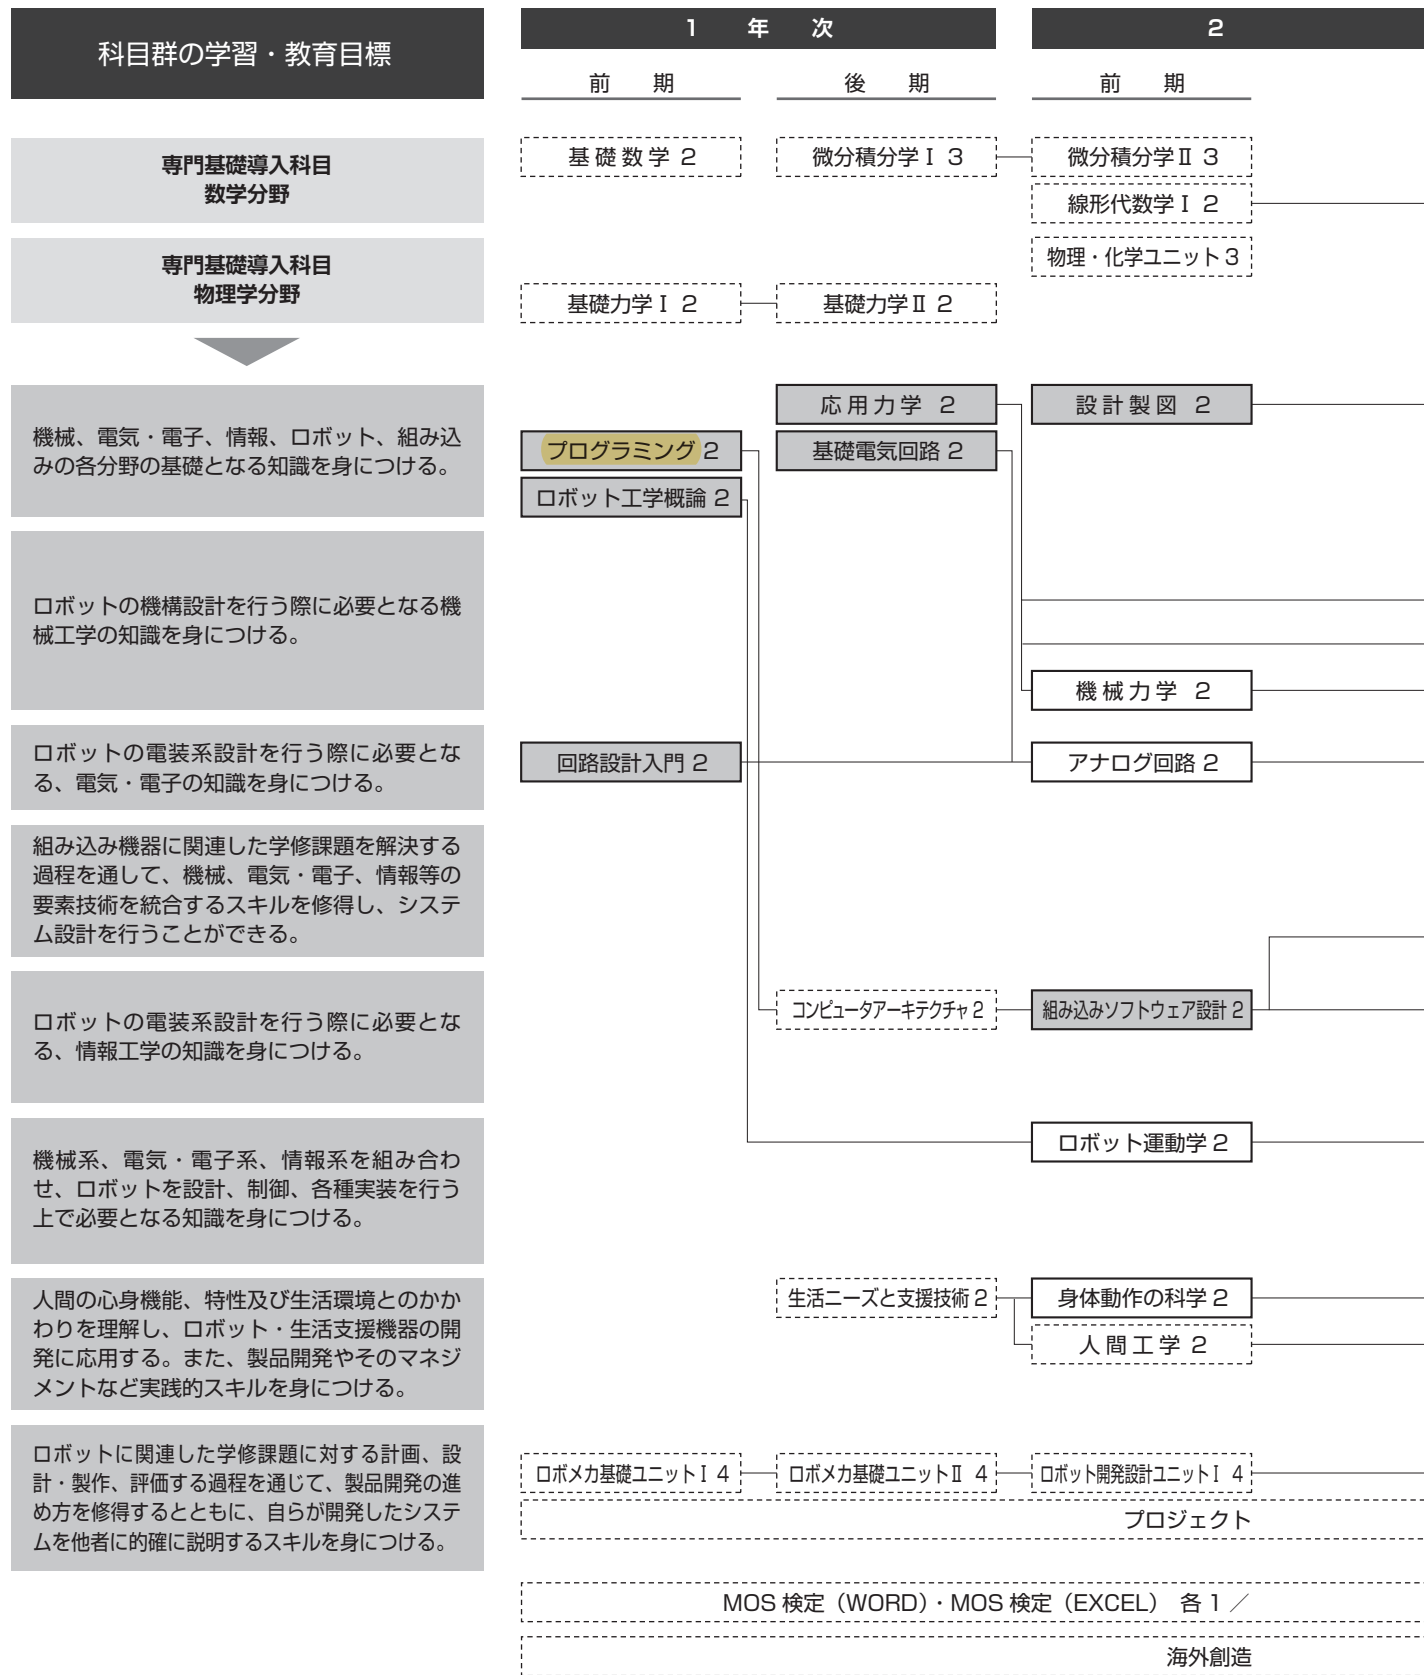 科目群の学習・教育目標
1 年 次
2
前 期
後 期
前 期
専門基礎導入科目
数学分野
基礎数学 2
微分積分学Ⅰ 3
微分積分学Ⅱ 3
線形代数学Ⅰ 2
専門基礎導入科目
物理学分野
物理・化学ユニット 3
基礎力学Ⅰ 2
基礎力学Ⅱ 2
機械、電気・電子、情報、ロボット、組み込
みの各分野の基礎となる知識を身につける。
応用力学 2
設計製図 2
プログラミング 2
基礎電気回路 2
ロボット工学概論 2
ロボットの機構設計を行う際に必要となる機
械工学の知識を身につける。
機械力学 2
ロボットの電装系設計を行う際に必要とな
る、電気・電子の知識を身につける。
回路設計入門 2
アナログ回路 2
組み込み機器に関連した学修課題を解決する
過程を通して、機械、電気・電子、情報等の
要素技術を統合するスキルを修得し、システ
ム設計を行うことができる。
ロボットの電装系設計を行う際に必要とな
る、情報工学の知識を身につける。
コンピュータアーキテクチャ 2
組み込みソフトウェア設計 2
機械系、電気・電子系、情報系を組み合わ
せ、ロボットを設計、制御、各種実装を行う
上で必要となる知識を身につける。
ロボット運動学 2
人間の心身機能、特性及び生活環境とのかか
わりを理解し、ロボット・生活支援機器の開
発に応用する。また、製品開発やそのマネジ
メントなど実践的スキルを身につける。
生活ニーズと支援技術 2
身体動作の科学 2
人間工学 2
ロボットに関連した学修課題に対する計画、設
計・製作、評価する過程を通じて、製品開発の進
め方を修得するとともに、自らが開発したシステ
ムを他者に的確に説明するスキルを身につける。
ロボメカ基礎ユニットⅠ 4
ロボメカ基礎ユニットⅡ 4
ロボット開発設計ユニットⅠ 4
プロジェクト
MOS 検定（WORD）・MOS 検定（EXCEL） 各 1 ／
海外創造